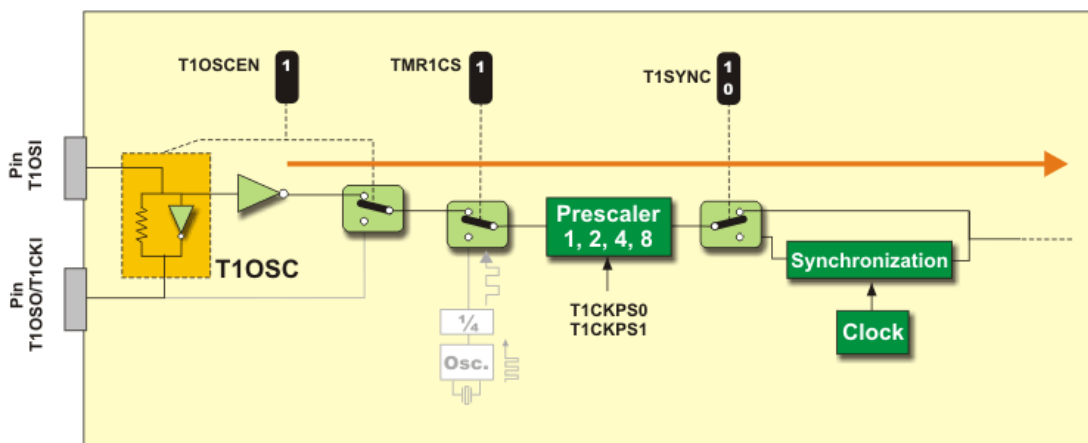 T1OSCEN
1
TMR1CS
1
T1SYNC
1
0
Pin
T1OSI
T1OSC
Pin
T1OSO/T1CKI
Prescaler
1, 2, 4, 8
T1CKPS0
T1CKPS1
Synchronization
Clock
¼
Osc.